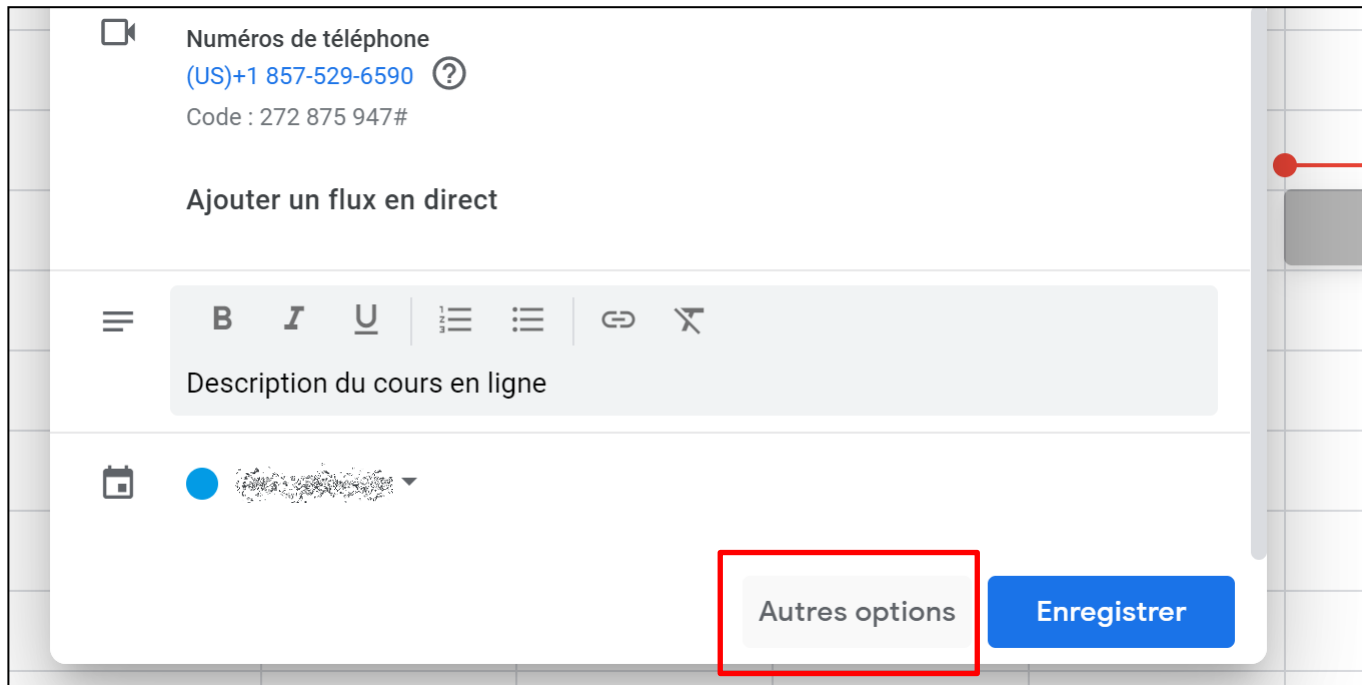 Numéros de téléphone
(US)+1 857-529-6590
Code : 272 875 947#
Ajouter un flux en direct
B I U
Description du cours en ligne
Autres options Enregistrer